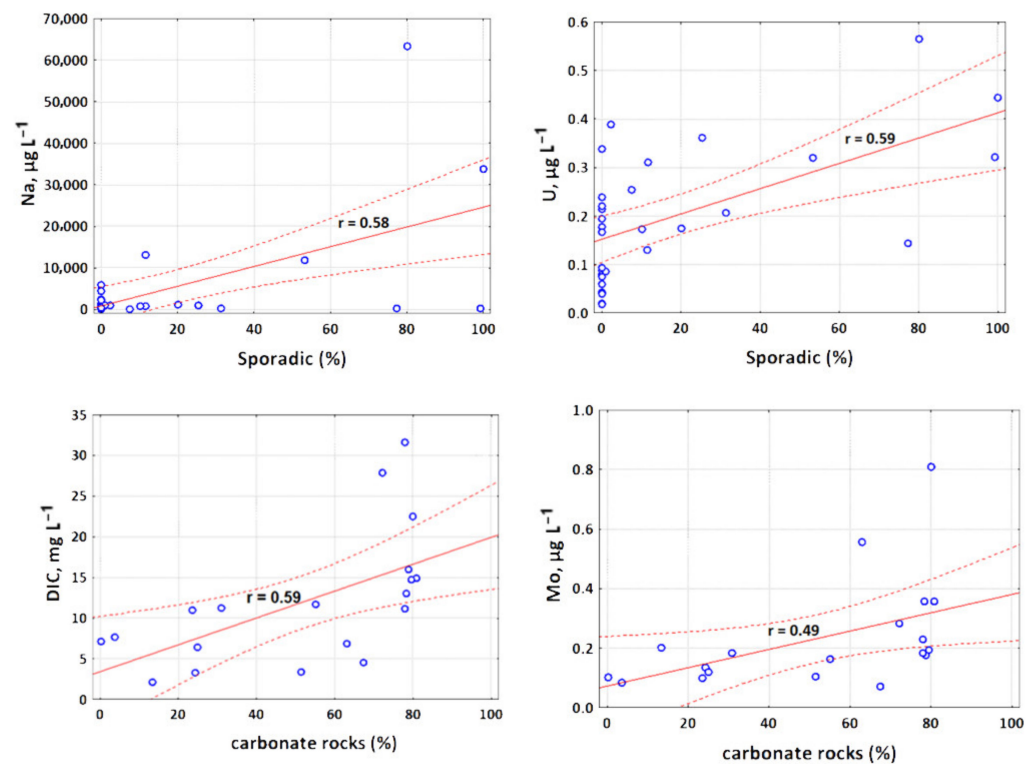 70,000
60,000
50,000
40,000
30,000
20,000
10,000
0
Na, µg L⁻¹
r = 0.58
0 20 40 60 80 100
Sporadic (%)
0.6
0.5
0.4
0.3
0.2
0.1
0.0
U, µg L⁻¹
r = 0.59
0 20 40 60 80 100
Sporadic (%)
35
30
25
20
15
10
5
0
DIC, mg L⁻¹
r = 0.59
0 20 40 60 80 100
carbonate rocks (%)
1.0
0.8
0.6
0.4
0.2
0.0
Mo, µg L⁻¹
r = 0.49
0 20 40 60 80 100
carbonate rocks (%)